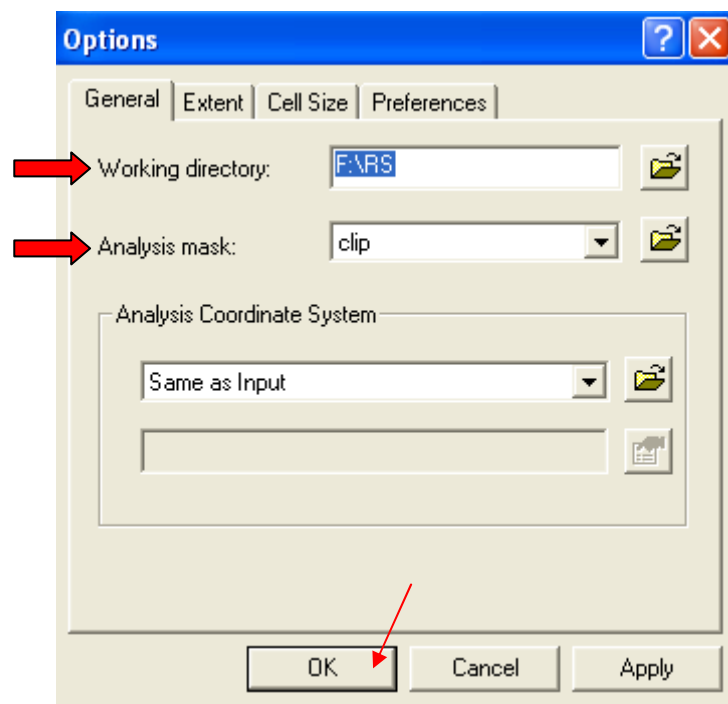 Options
General Extent Cell Size Preferences
Working directory: F:\RS
Analysis mask: clip
Analysis Coordinate System
Same as Input
OK Cancel Apply